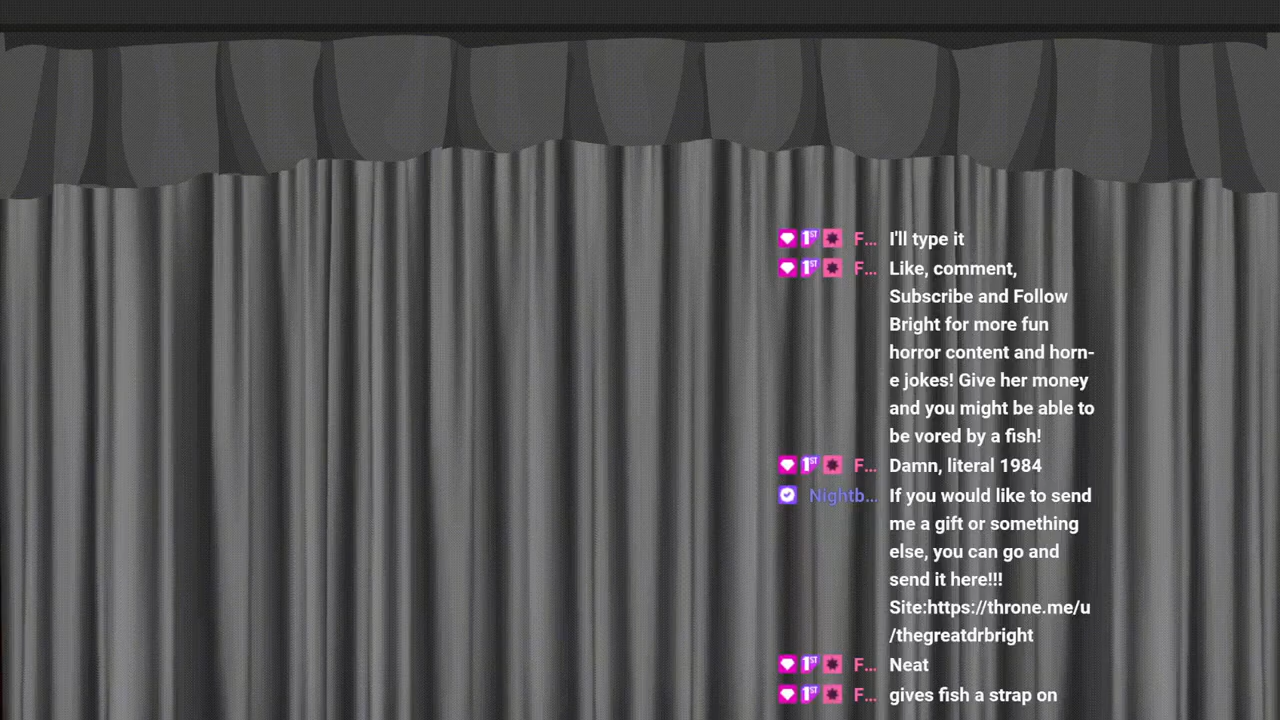 F... I'll type it
F... Like, comment,
Subscribe and Follow
Bright for more fun
horror content and horn-
e jokes! Give her money
and you might be able to
be vored by a fish!
F... Damn, literal 1984
Nightb... If you would like to send
me a gift or something
else, you can go and
send it here!!!
Site:https://throne.me/u
/thegreatdrbright
F... Neat
F... gives fish a strap on